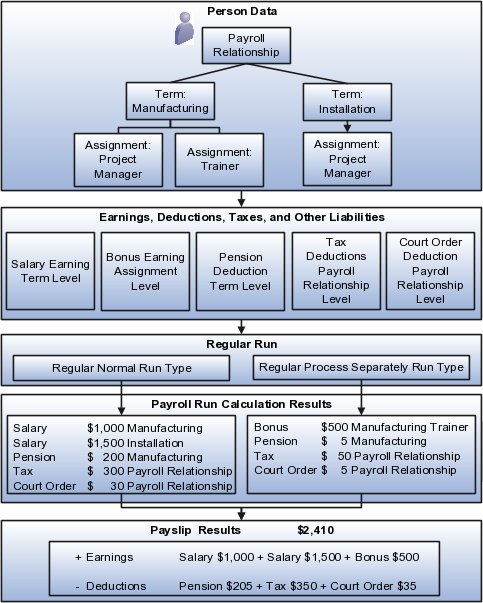 Person Data
Payroll
Relationship
Term:
Manufacturing
Term:
Installation
Assignment:
Project
Manager
Assignment:
Trainer
Assignment:
Project
Manager
Earnings, Deductions, Taxes, and Other Liabilities
Salary Earning
Term Level
Bonus Earning
Assignment
Level
Pension
Deduction
Term Level
Tax
Deductions
Payroll
Relationship
Level
Court Order
Deduction
Payroll
Relationship
Level
Regular Run
Regular Normal Run Type
Regular Process Separately Run Type
Payroll Run Calculation Results
Salary $1,000 Manufacturing
Salary $1,500 Installation
Pension $ 200 Manufacturing
Tax $ 300 Payroll Relationship
Court Order $ 30 Payroll Relationship
Bonus $500 Manufacturing Trainer
Pension $ 5 Manufacturing
Tax $ 50 Payroll Relationship
Court Order $ 5 Payroll Relationship
Payslip Results $2,410
+ Earnings Salary $1,000 + Salary $1,500 + Bonus $500
- Deductions Pension $205 + Tax $350 + Court Order $35